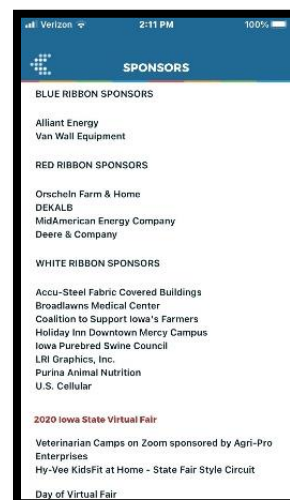 Verizon 2:11 PM 100%
SPONSORS
BLUE RIBBON SPONSORS
Alliant Energy
Van Wall Equipment
RED RIBBON SPONSORS
Orscheln Farm & Home
DEKALB
MidAmerican Energy Company
Deere & Company
WHITE RIBBON SPONSORS
Accu-Steel Fabric Covered Buildings
Broadlawns Medical Center
Coalition to Support Iowa's Farmers
Holiday Inn Downtown Mercy Campus
Iowa Purebred Swine Council
LRI Graphics, Inc.
Purina Animal Nutrition
U.S. Cellular
2020 Iowa State Virtual Fair
Veterinarian Camps on Zoom sponsored by Agri-Pro
Enterprises
Hy-Vee KidsFit at Home - State Fair Style Circuit
Day of Virtual Fair